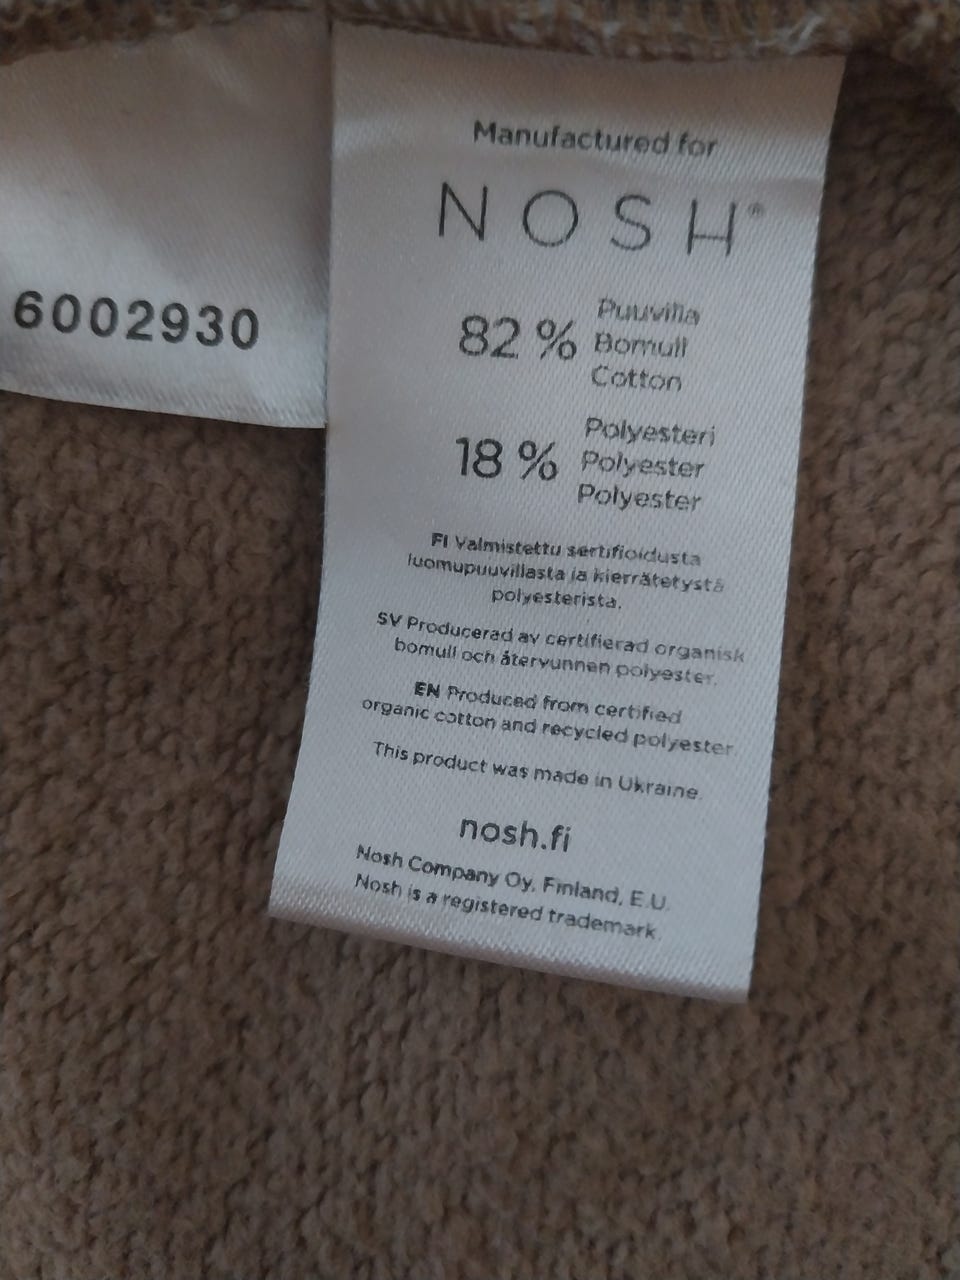 6002930
Manufactured for
NOSH®
82 %
Puuvilla
Bomull
Cotton
18 %
Polyesteri
Polyester
Polyester
FI Valmistettu sertifioidusta
luomupuuvillasta ja kierrätetystä
polyesterista.
SV Producerad av certifierad organisk
bomull och återvunnen polyester.
EN Produced from certified
organic cotton and recycled polyester.
This product was made in Ukraine.
nosh.fi
Nosh Company Oy, Finland, E.U.
Nosh is a registered trademark.